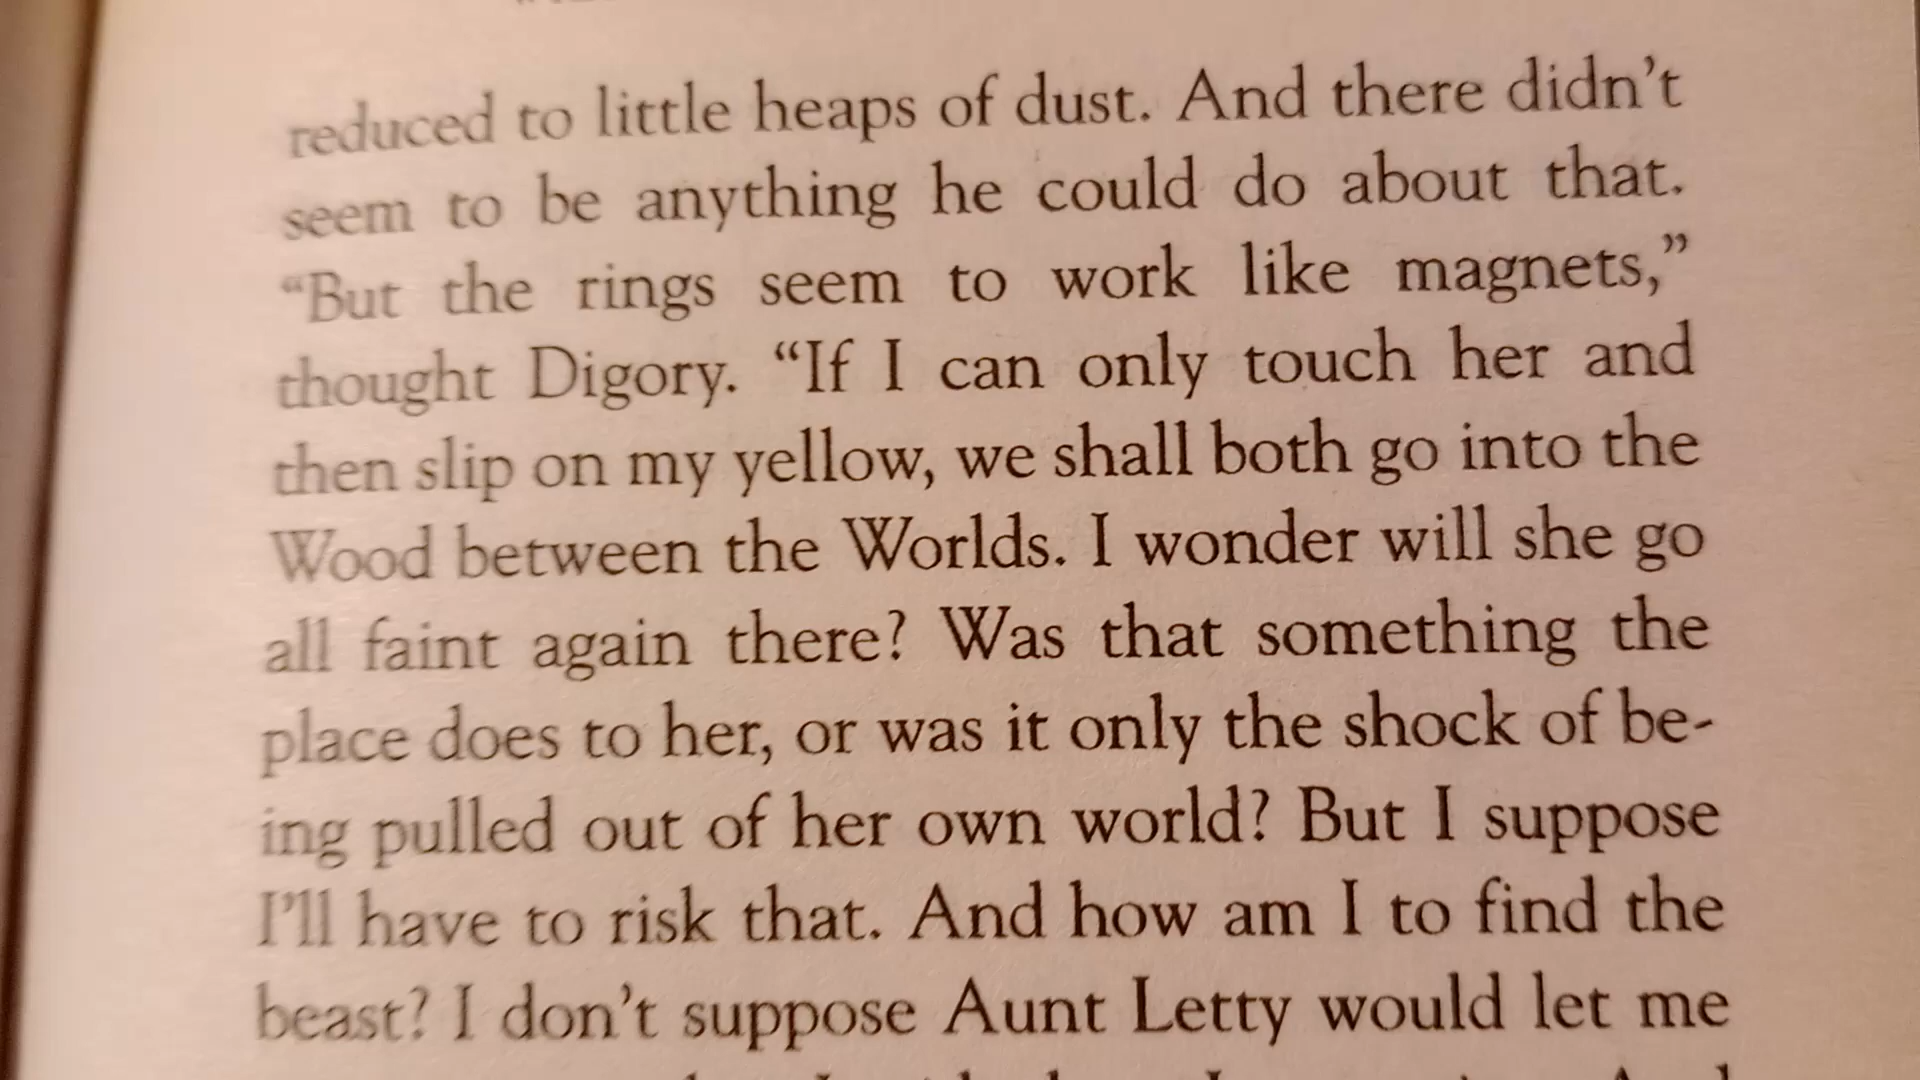 reduced to little heaps of dust. And there didn't
seem to be anything he could do about that.
“But the rings seem to work like magnets,”
thought Digory. “If I can only touch her and
then slip on my yellow, we shall both go into the
Wood between the Worlds. I wonder will she go
all faint again there? Was that something the
place does to her, or was it only the shock of be-
ing pulled out of her own world? But I suppose
I'll have to risk that. And how am I to find the
beast? I don't suppose Aunt Letty would let me